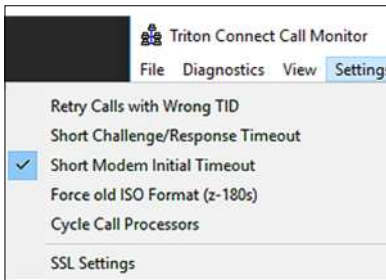 Triton Connect Call Monitor
File Diagnostics View Settings
Retry Calls with Wrong TID
Short Challenge/Response Timeout
Short Modem Initial Timeout
Force old ISO Format (z-180s)
Cycle Call Processors
SSL Settings